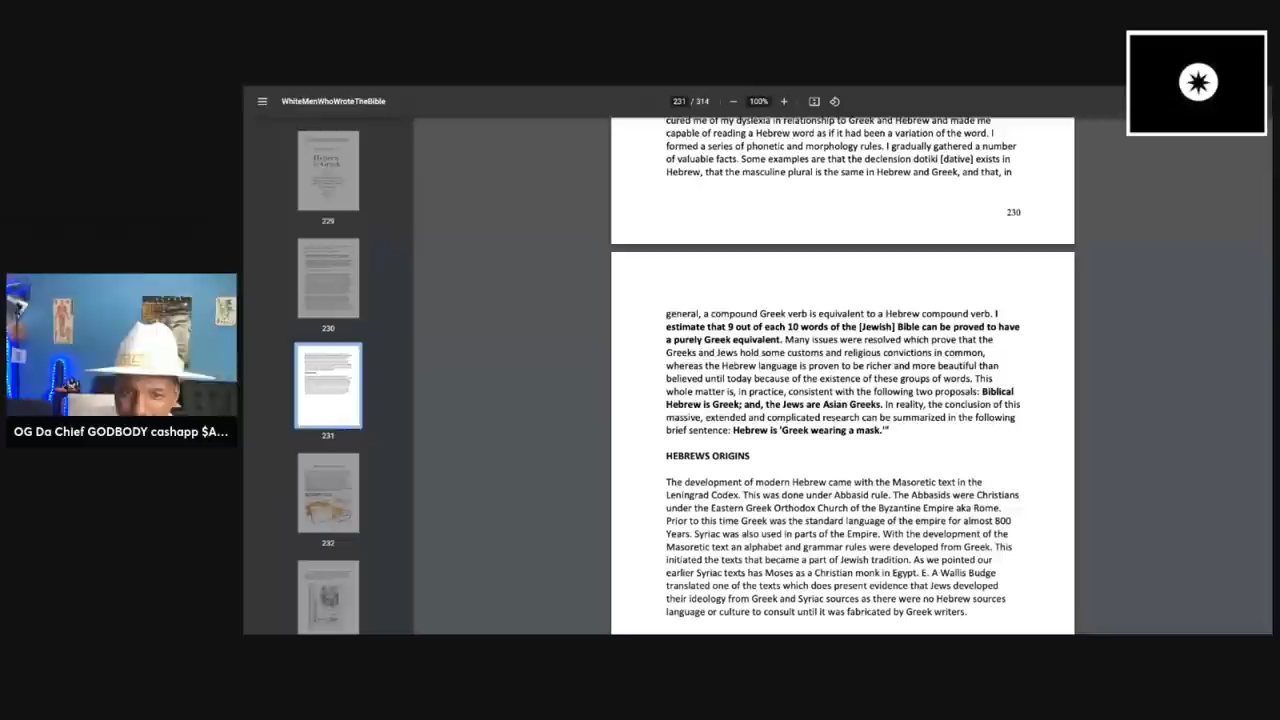 WhiteMenWhoWroteTheBible
231 / 314
100%
cured me of my dyslexia in relationship to Greek and Hebrew and made me
capable of reading a Hebrew word as if it had been a variation of the word. I
formed a series of phonetic and morphology rules. I gradually gathered a number
of valuable facts. Some examples are that the declension dotiki [dative] exists in
Hebrew, that the masculine plural is the same in Hebrew and Greek, and that, in
230
general, a compound Greek verb is equivalent to a Hebrew compound verb. I
estimate that 9 out of each 10 words of the [Jewish] Bible can be proved to have
a purely Greek equivalent. Many issues were resolved which prove that the
Greeks and Jews hold some customs and religious convictions in common,
whereas the Hebrew language is proven to be richer and more beautiful than
believed until today because of the existence of these groups of words. This
whole matter is, in practice, consistent with the following two proposals: Biblical
Hebrew is Greek; and, the Jews are Asian Greeks. In reality, the conclusion of this
massive, extended and complicated research can be summarized in the following
brief sentence: Hebrew is 'Greek wearing a mask.'"
HEBREWS ORIGINS
The development of modern Hebrew came with the Masoretic text in the
Leningrad Codex. This was done under Abbasid rule. The Abbasids were Christians
under the Eastern Greek Orthodox Church of the Byzantine Empire aka Rome.
Prior to this time Greek was the standard language of the empire for almost 800
Years. Syriac was also used in parts of the Empire. With the development of the
Masoretic text an alphabet and grammar rules were developed from Greek. This
initiated the texts that became a part of Jewish tradition. As we pointed our
earlier Syriac texts has Moses as a Christian monk in Egypt. E. A Wallis Budge
translated one of the texts which does present evidence that Jews developed
their ideology from Greek and Syriac sources as there were no Hebrew sources
language or culture to consult until it was fabricated by Greek writers.
Hebrew
is Greek
229
230
231
232
OG Da Chief GODBODY cashapp $A...